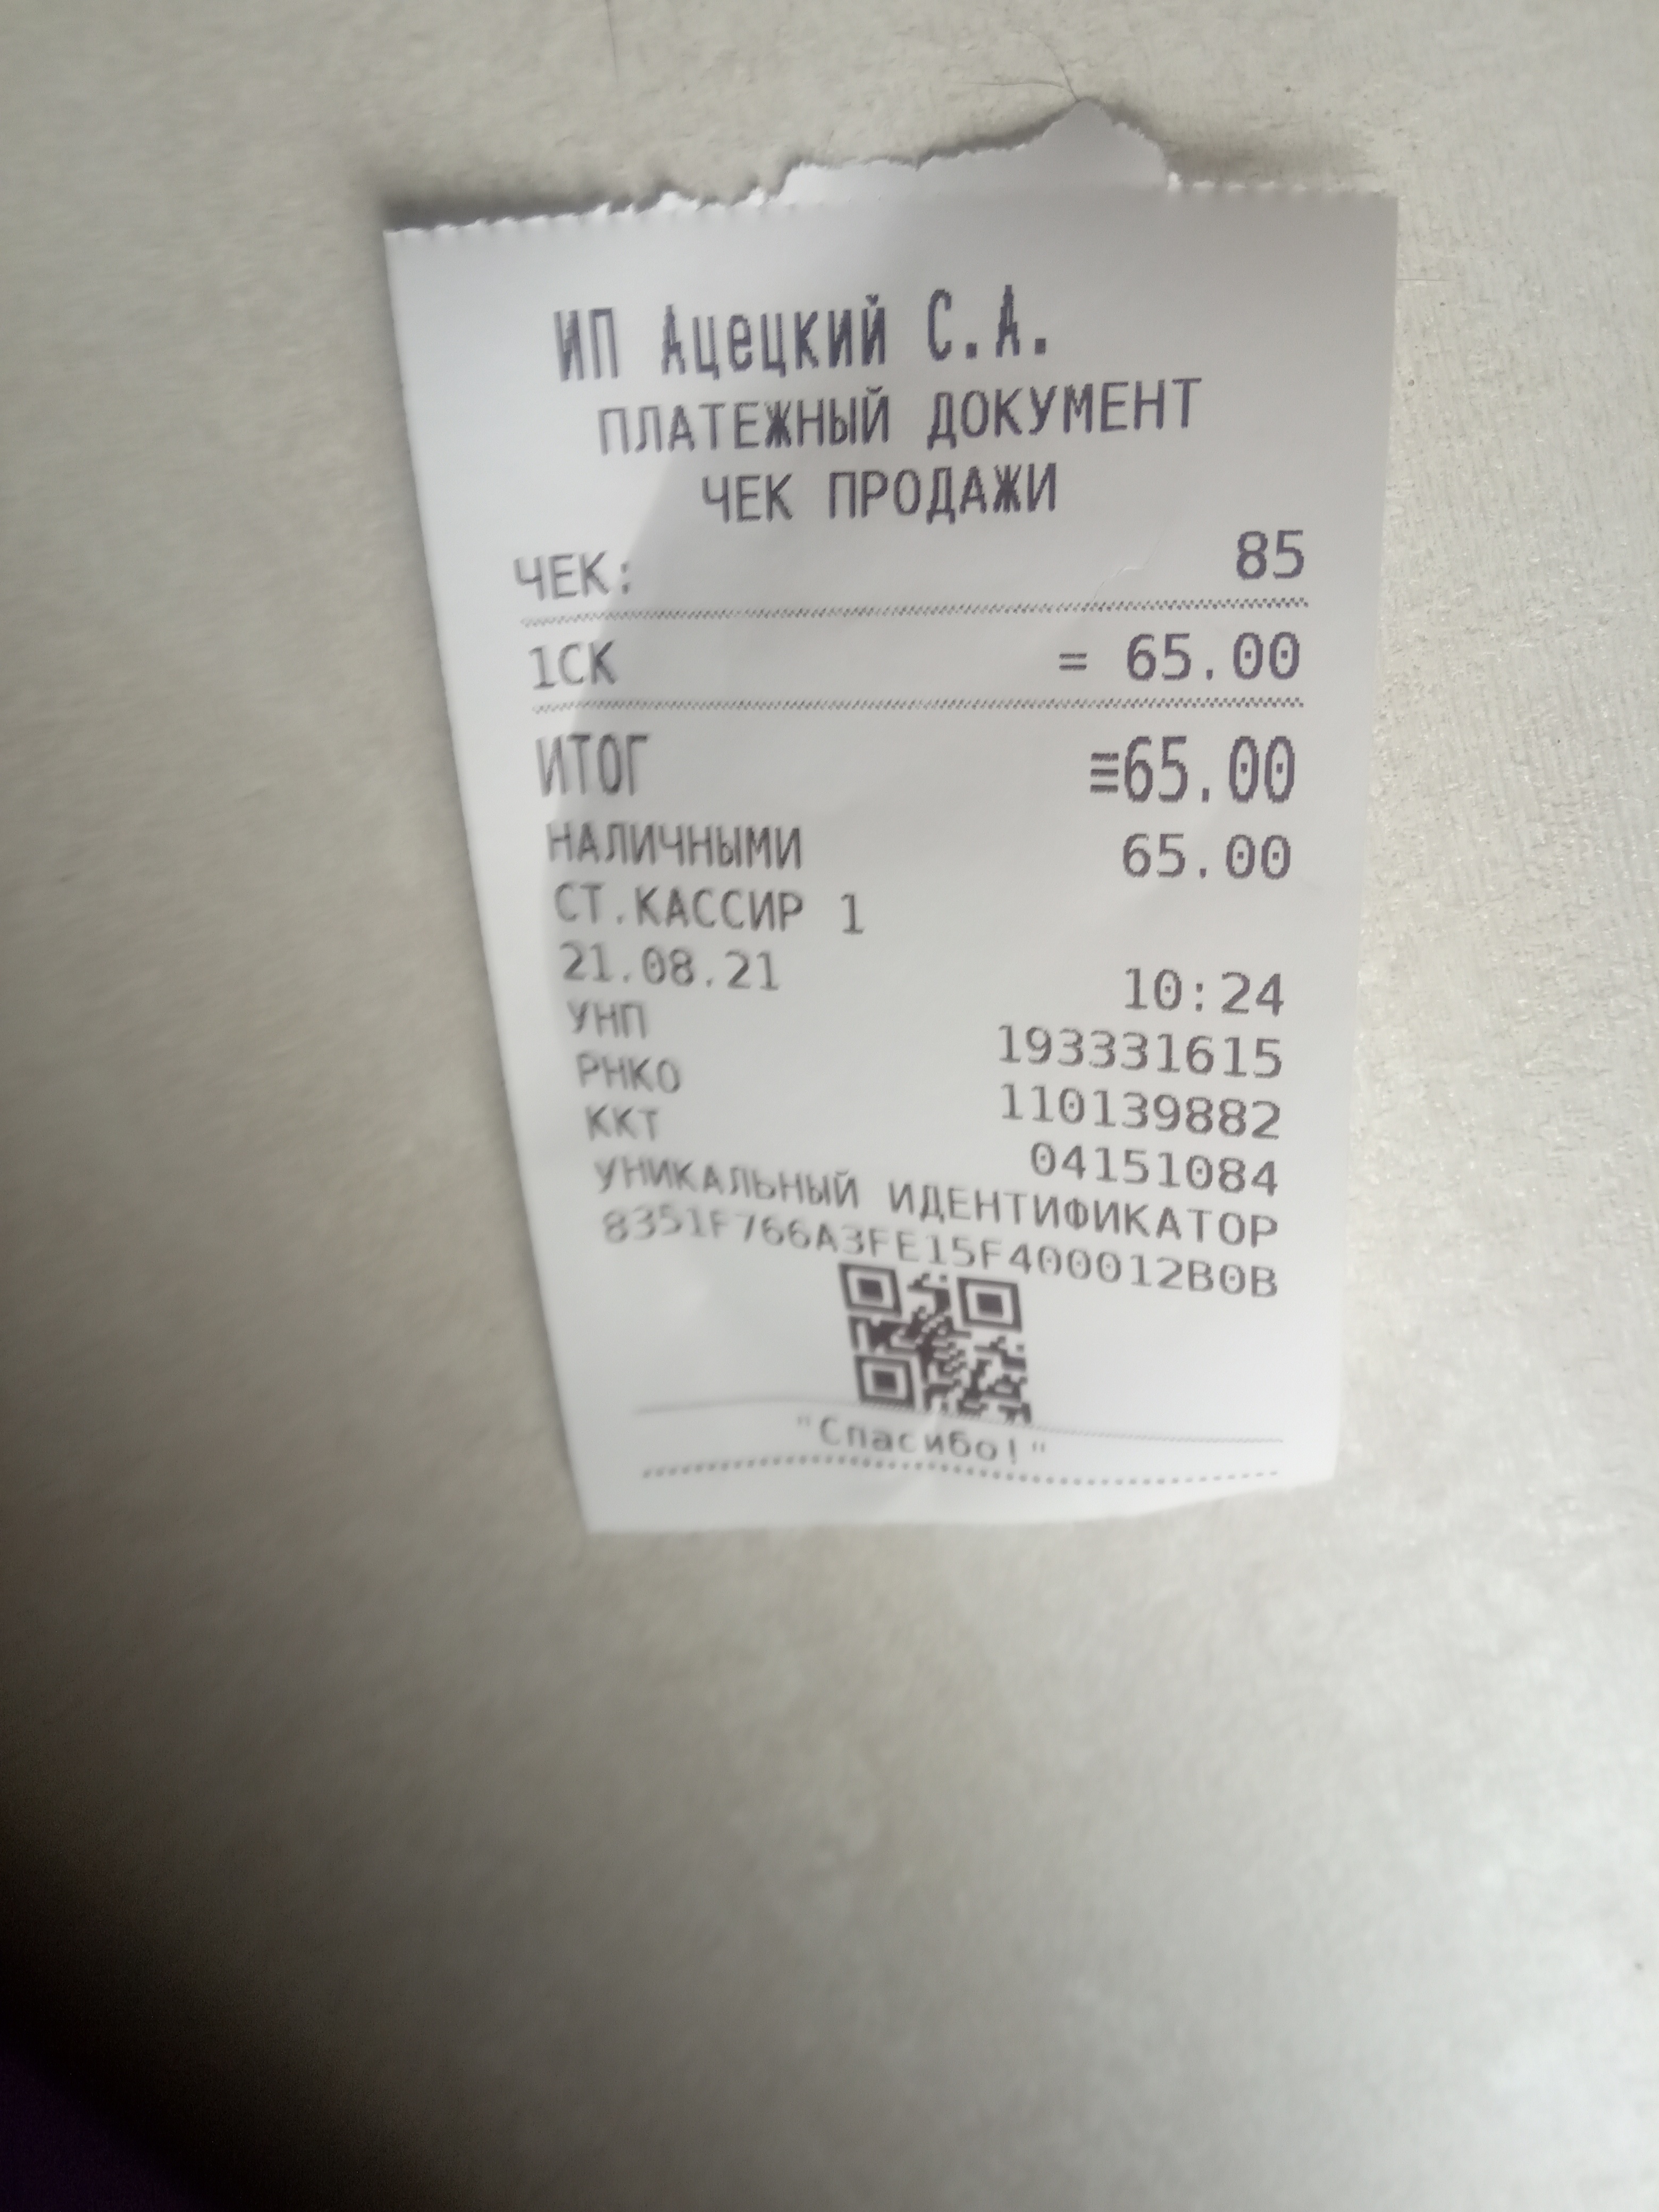 ИП Ацецкий С.А.
ПЛАТЕЖНЫЙ ДОКУМЕНТ
ЧЕК ПРОДАЖИ
ЧЕК: 85
1СК = 65.00
ИТОГ ≡65.00
НАЛИЧНЫМИ 65.00
СТ.КАССИР 1
21.08.21 10:24
УНП 193331615
РНКО 110139882
ККТ 04151084
УНИКАЛЬНЫЙ ИДЕНТИФИКАТОР
8351F766A3FE15F400012B0B
"Спасибо!"